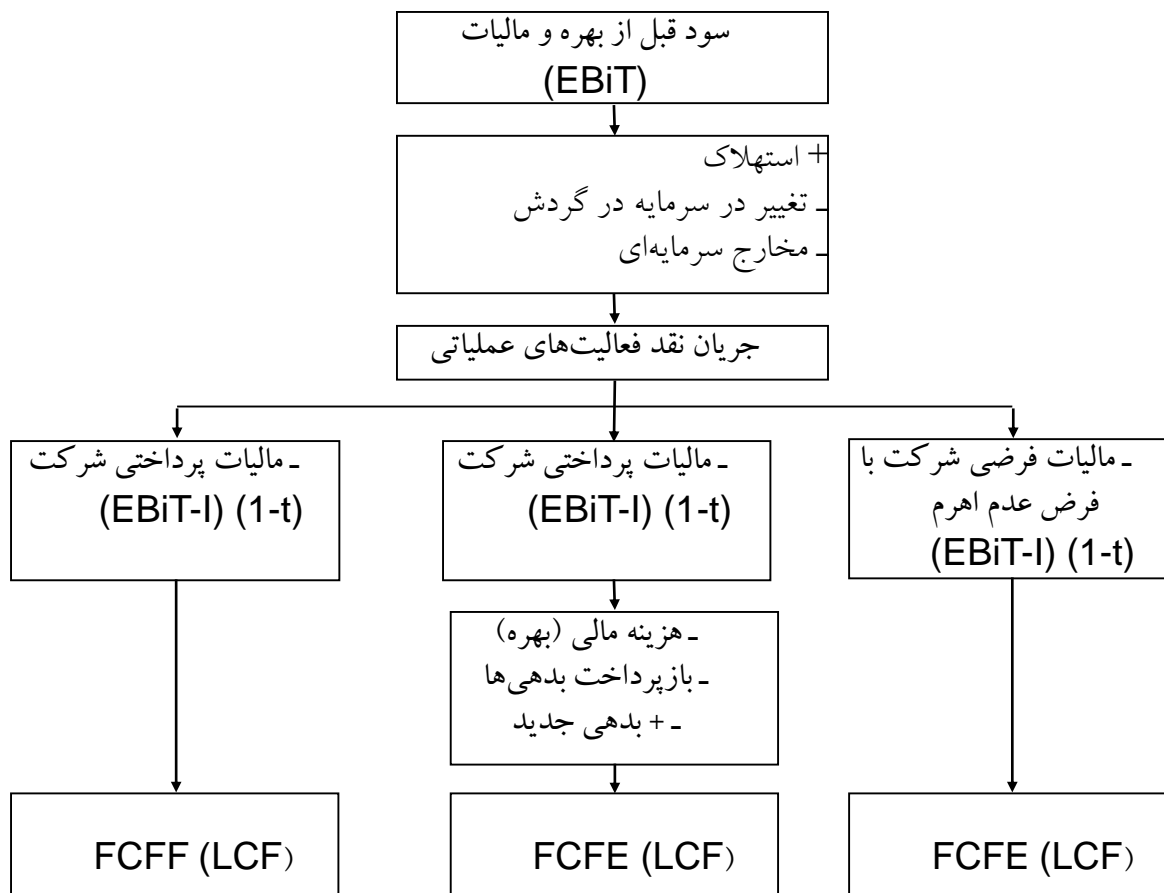 سود قبل از بهره و مالیات
(EBiT)
+ استهلاک
ـ تغییر در سرمایه در گردش
ـ مخارج سرمایه‌ای
جریان نقد فعالیت‌های عملیاتی
ـ مالیات فرضی شرکت با
فرض عدم اهرم
(EBiT-I) (1-t)
ـ مالیات پرداختی شرکت
(EBiT-I) (1-t)
ـ مالیات پرداختی شرکت
(EBiT-I) (1-t)
ـ هزینه مالی (بهره)
ـ بازپرداخت بدهی‌ها
ـ + بدهی جدید
FCFE (LCF)
FCFE (LCF)
FCFF (LCF)